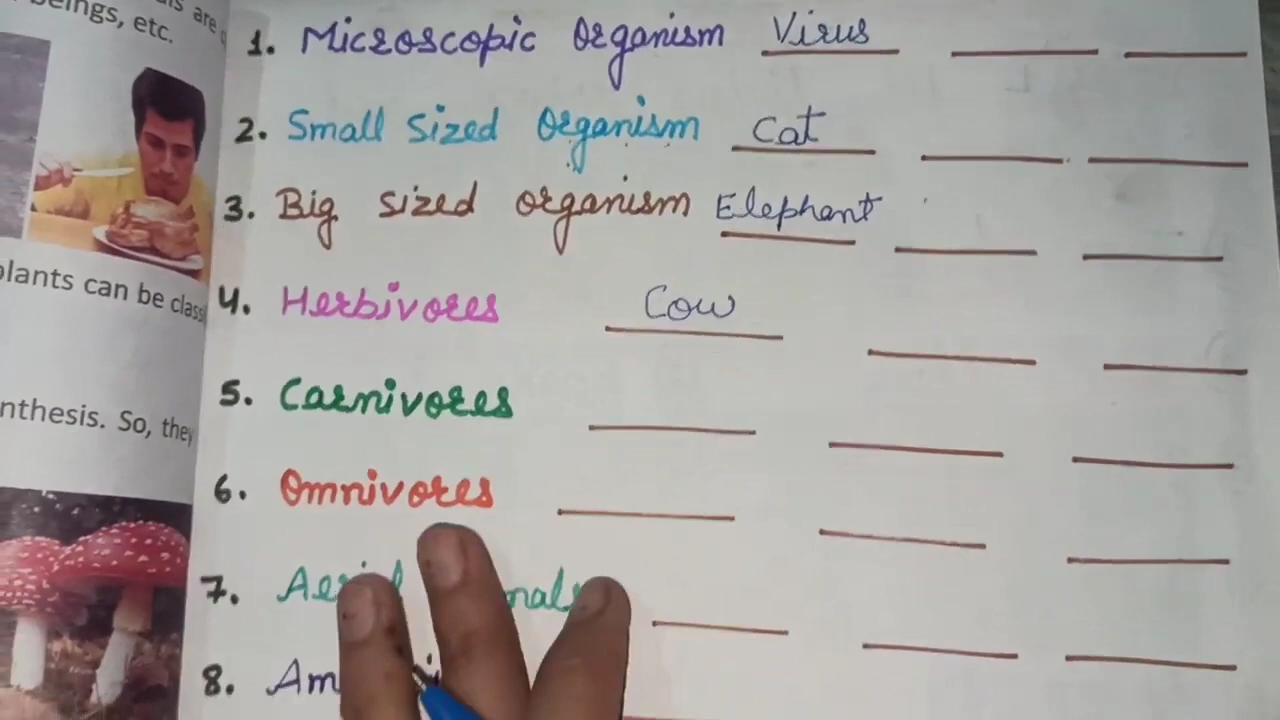 beings, etc.
1. Microscopic organism Virus
2. Small sized organism Cat
3. Big sized organism Elephant
plants can be
4. Herbivores Cow
5. Carnivores
nthesis. So, they
6. Omnivores
7.
8.